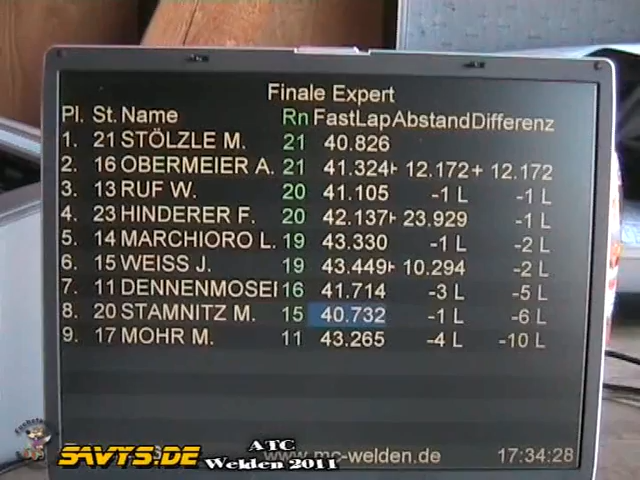 Finale Expert
Pl. St. Name Rn FastLap Abstand Differenz
1. 21 STÖLZLE M. 21 40.826
2. 16 OBERMEIER A. 21 41.324+ 12.172 + 12.172
3. 13 RUF W. 20 41.105 -1 L -1 L
4. 23 HINDERER F. 20 42.137+ 23.929 -1 L
5. 14 MARCHIORO L. 19 43.330 -1 L -2 L
6. 15 WEISS J. 19 43.449+ 10.294 -2 L
7. 11 DENNENMOSE 16 41.714 -3 L -5 L
8. 20 STAMNITZ M. 15 40.732 -1 L -6 L
9. 17 MOHR M. 11 43.265 -4 L -10 L
www.mc-welden.de 17:34:28
SAVTS.DE
ATC
Welden 2011